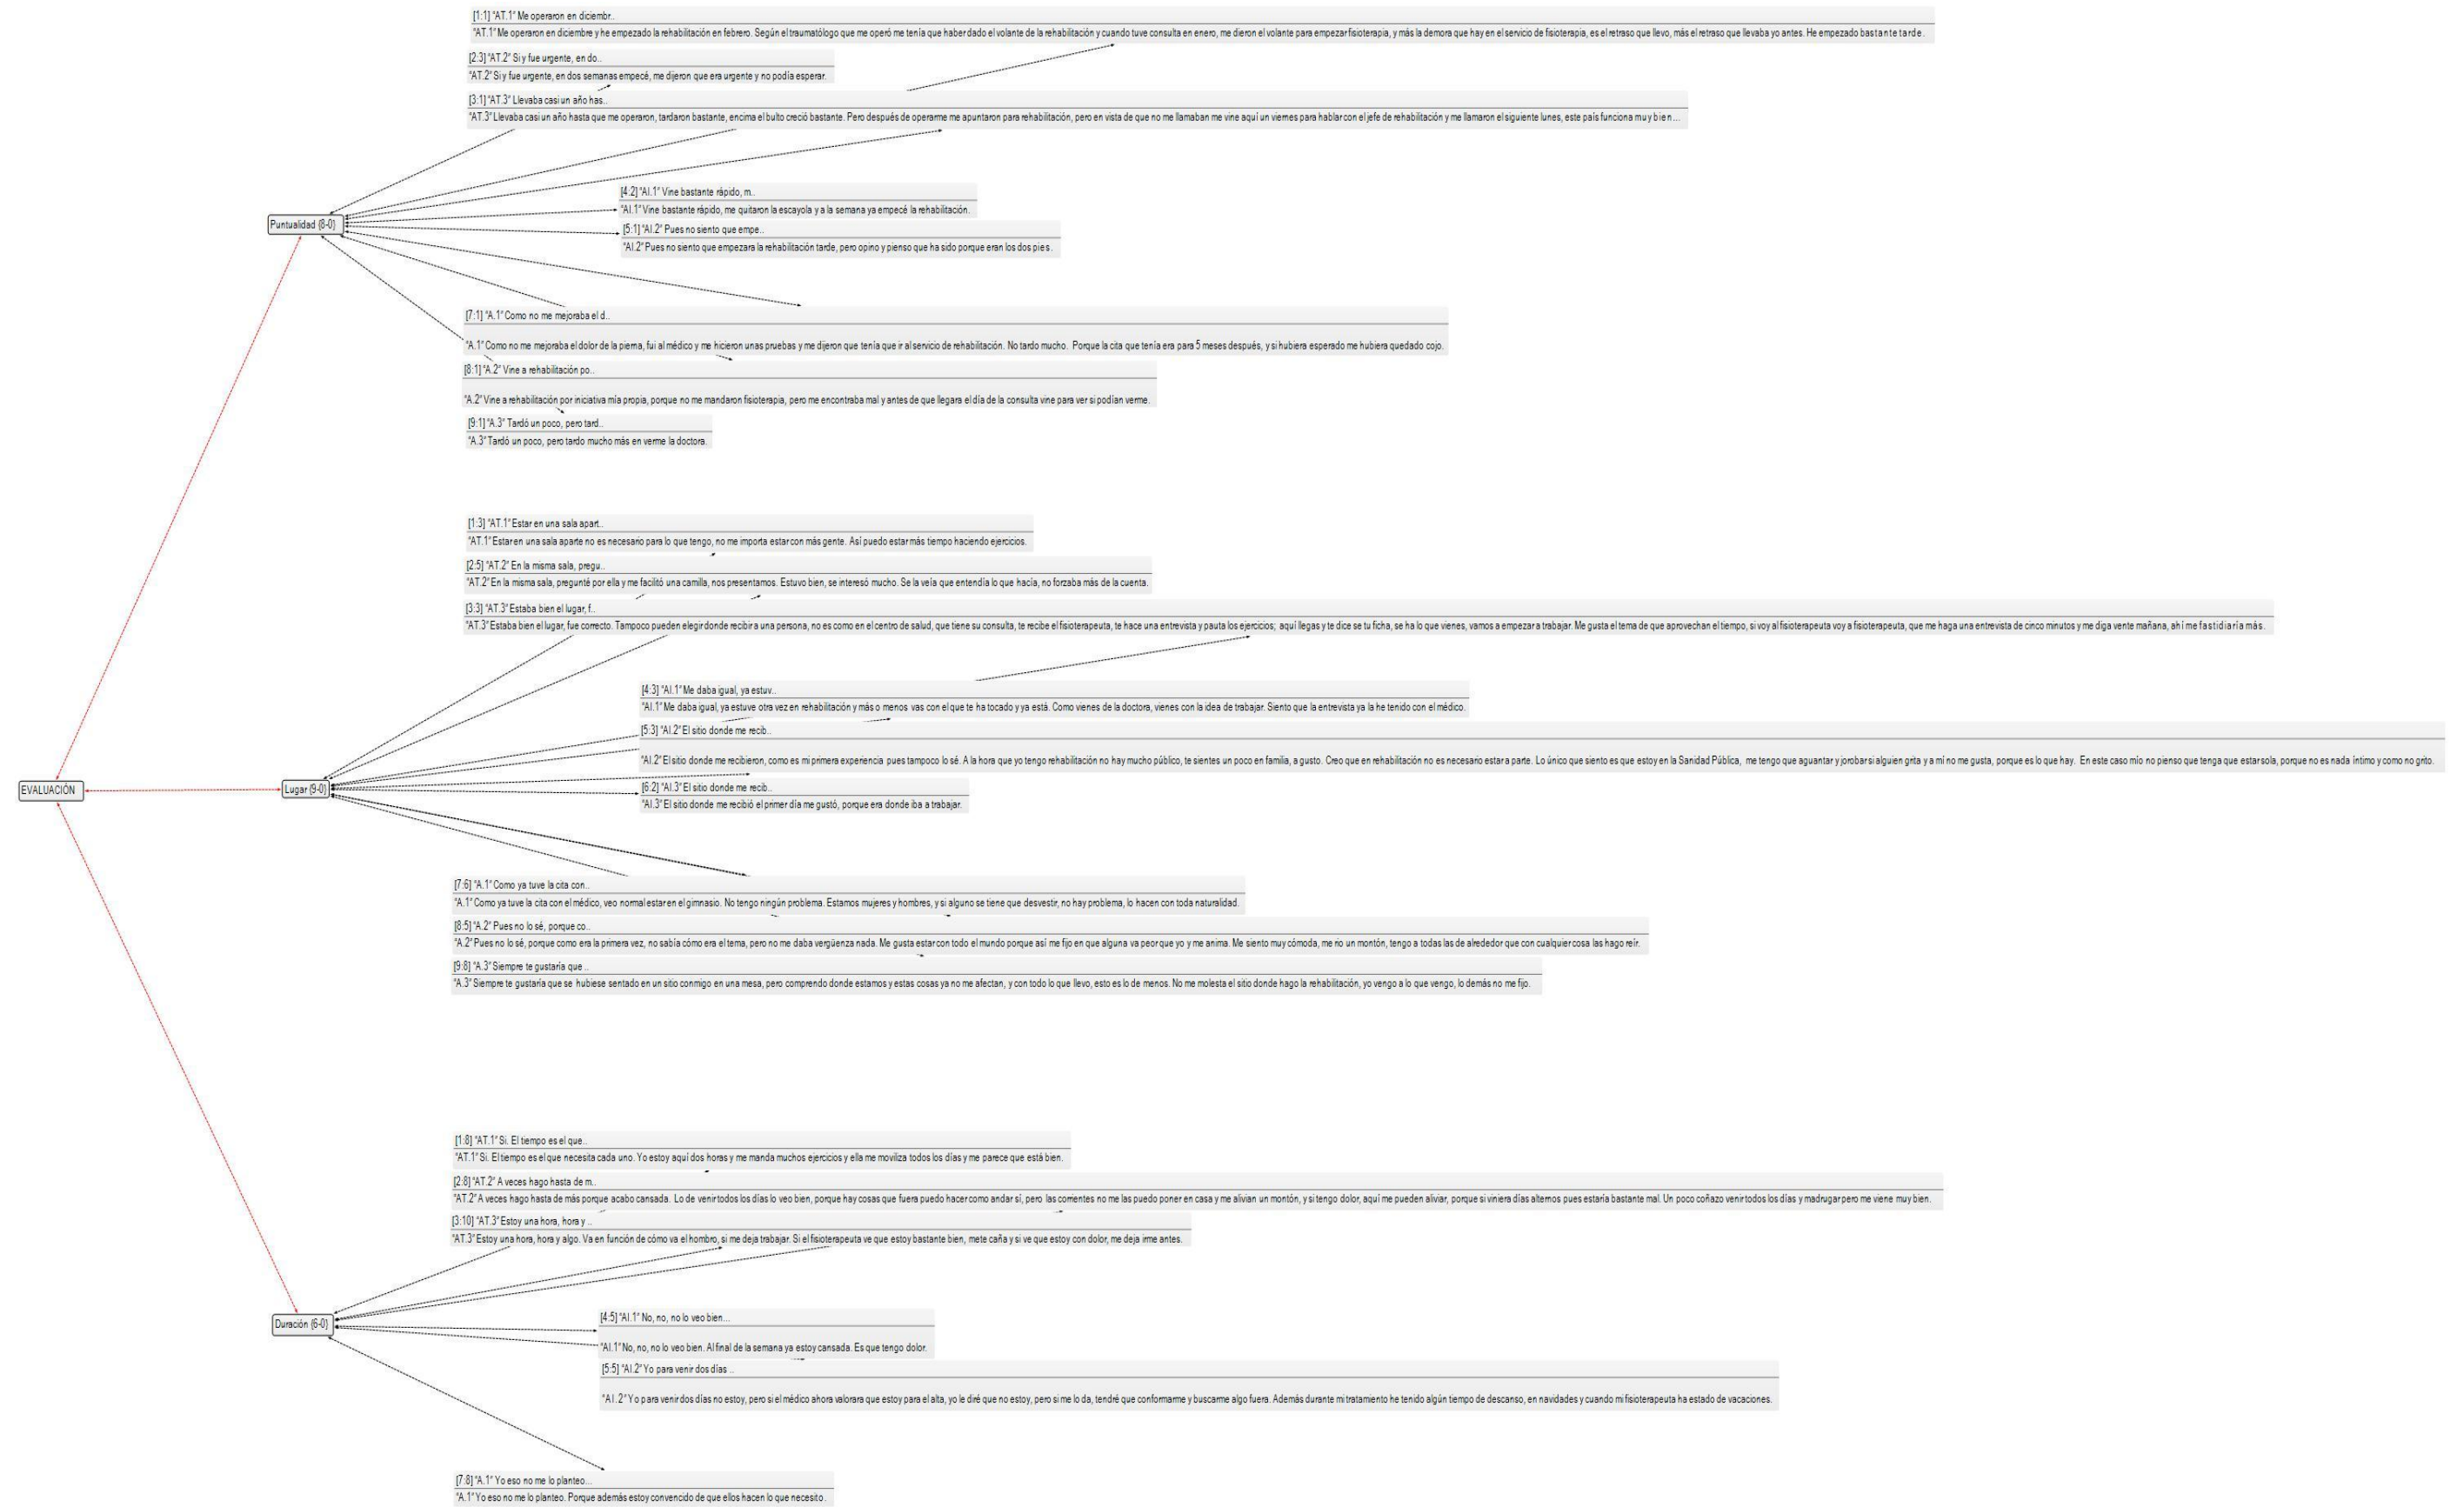 [1:1] "AT.1" Me operaron en diciembr..
"AT.1" Me operaron en diciembre y he empezado la rehabilitación en febrero. Según el traumatólogo que me operó me tenía que haber dado el volante de la rehabilitación y cuando tuve consulta en enero, me dieron el volante para empezar fisioterapia, y más la demora que hay en el servicio de fisioterapia, es el retraso que llevo, más el retraso que llevaba yo antes. He empezado bastante tarde.
[2:3] "AT.2" Si y fue urgente, en do..
"AT.2" Si y fue urgente, en dos semanas empecé, me dijeron que era urgente y no podía esperar.
[3:1] "AT.3" Llevaba casi un año has..
"AT.3" Llevaba casi un año hasta que me operaron, tardaron bastante, encima el bulto creció bastante. Pero después de operarme me apuntaron para rehabilitación, pero en vista de que no me llamaban me vine aquí un viernes para hablar con el jefe de rehabilitación y me llamaron el siguiente lunes, este país funciona muy bien...
[4:2] "AI.1" Vine bastante rápido, m..
"AI.1" Vine bastante rápido, me quitaron la escayola y a la semana ya empecé la rehabilitación.
Puntualidad {8-0}
[5:1] "AI.2" Pues no siento que empe..
"AI.2" Pues no siento que empezara la rehabilitación tarde, pero opino y pienso que ha sido porque eran los dos pies.
[7:1] "A.1" Como no me mejoraba el d..
"A.1" Como no me mejoraba el dolor de la pierna, fui al médico y me hicieron unas pruebas y me dijeron que tenía que ir al servicio de rehabilitación. No tardo mucho. Porque la cita que tenía era para 5 meses después, y si hubiera esperado me hubiera quedado cojo.
[8:1] "A.2" Vine a rehabilitación po..
"A.2" Vine a rehabilitación por iniciativa mía propia, porque no me mandaron fisioterapia, pero me encontraba mal y antes de que llegara el día de la consulta vine para ver si podían verme.
[9:1] "A.3" Tardó un poco, pero tard..
"A.3" Tardó un poco, pero tardo mucho más en verme la doctora.
[1:3] "AT.1" Estar en una sala apart..
"AT.1" Estar en una sala aparte no es necesario para lo que tengo, no me importa estar con más gente. Así puedo estar más tiempo haciendo ejercicios.
[2:5] "AT.2" En la misma sala, pregu..
"AT.2" En la misma sala, pregunté por ella y me facilitó una camilla, nos presentamos. Estuvo bien, se interesó mucho. Se la veía que entendía lo que hacía, no forzaba más de la cuenta.
[3:3] "AT.3" Estaba bien el lugar, f..
"AT.3" Estaba bien el lugar, fue correcto. Tampoco pueden elegir donde recibir a una persona, no es como en el centro de salud, que tiene su consulta, te recibe el fisioterapeuta, te hace una entrevista y pauta los ejercicios; aquí llegas y te dice se tu ficha, se ha lo que vienes, vamos a empezar a trabajar. Me gusta el tema de que aprovechan el tiempo, si voy al fisioterapeuta voy a fisioterapeuta, que me haga una entrevista de cinco minutos y me diga vente mañana, ahí me fastidiaría más.
[4:3] "AI.1" Me daba igual, ya estuv..
"AI.1" Me daba igual, ya estuve otra vez en rehabilitación y más o menos vas con el que te ha tocado y ya está. Como vienes de la doctora, vienes con la idea de trabajar. Siento que la entrevista ya la he tenido con el médico.
[5:3] "AI.2" El sitio donde me recib..
"AI.2" El sitio donde me recibieron, como es mi primera experiencia pues tampoco lo sé. A la hora que yo tengo rehabilitación no hay mucho público, te sientes un poco en familia, a gusto. Creo que en rehabilitación no es necesario estar a parte. Lo único que siento es que estoy en la Sanidad Pública, me tengo que aguantar y jorobar si alguien grita y a mí no me gusta, porque es lo que hay. En este caso mío no pienso que tenga que estar sola, porque no es nada íntimo y como no grito.
EVALUACIÓN
Lugar {9-0}
[6:2] "AI.3" El sitio donde me recib..
"AI.3" El sitio donde me recibió el primer día me gustó, porque era donde iba a trabajar.
[7:6] "A.1" Como ya tuve la cita con..
"A.1" Como ya tuve la cita con el médico, veo normal estar en el gimnasio. No tengo ningún problema. Estamos mujeres y hombres, y si alguno se tiene que desvestir, no hay problema, lo hacen con toda naturalidad.
[8:5] "A.2" Pues no lo sé, porque co..
"A.2" Pues no lo sé, porque como era la primera vez, no sabía cómo era el tema, pero no me daba vergüenza nada. Me gusta estar con todo el mundo porque así me fijo en que alguna va peor que yo y me anima. Me siento muy cómoda, me rio un montón, tengo a todas las de alrededor que con cualquier cosa las hago reír.
[9:8] "A.3" Siempre te gustaría que ..
"A.3" Siempre te gustaría que se hubiese sentado en un sitio conmigo en una mesa, pero comprendo donde estamos y estas cosas ya no me afectan, y con todo lo que llevo, esto es lo de menos. No me molesta el sitio donde hago la rehabilitación, yo vengo a lo que vengo, lo demás no me fijo.
[1:8] "AT.1" Si. El tiempo es el que..
"AT.1" Si. El tiempo es el que necesita cada uno. Yo estoy aquí dos horas y me manda muchos ejercicios y ella me moviliza todos los días y me parece que está bien.
[2:8] "AT.2" A veces hago hasta de m..
"AT.2" A veces hago hasta de más porque acabo cansada. Lo de venir todos los días lo veo bien, porque hay cosas que fuera puedo hacer como andar sí, pero las corrientes no me las puedo poner en casa y me alivian un montón, y si tengo dolor, aquí me pueden aliviar, porque si viniera días alternos pues estaría bastante mal. Un poco coñazo venir todos los días y madrugar pero me viene muy bien.
[3:10] "AT.3" Estoy una hora, hora y ..
"AT.3" Estoy una hora, hora y algo. Va en función de cómo va el hombro, si me deja trabajar. Si el fisioterapeuta ve que estoy bastante bien, mete caña y si ve que estoy con dolor, me deja irme antes.
[4:5] "AI.1" No, no, no lo veo bien...
Duración {6-0}
"AI.1" No, no, no lo veo bien. Al final de la semana ya estoy cansada. Es que tengo dolor.
[5:5] "AI.2" Yo para venir dos días ..
"AI.2" Yo para venir dos días no estoy, pero si el médico ahora valorara que estoy para el alta, yo le diré que no estoy, pero si me lo da, tendré que conformarme y buscarme algo fuera. Además durante mi tratamiento he tenido algún tiempo de descanso, en navidades y cuando mi fisioterapeuta ha estado de vacaciones.
[7:8] "A.1" Yo eso no me lo planteo...
"A.1" Yo eso no me lo planteo. Porque además estoy convencido de que ellos hacen lo que necesito.